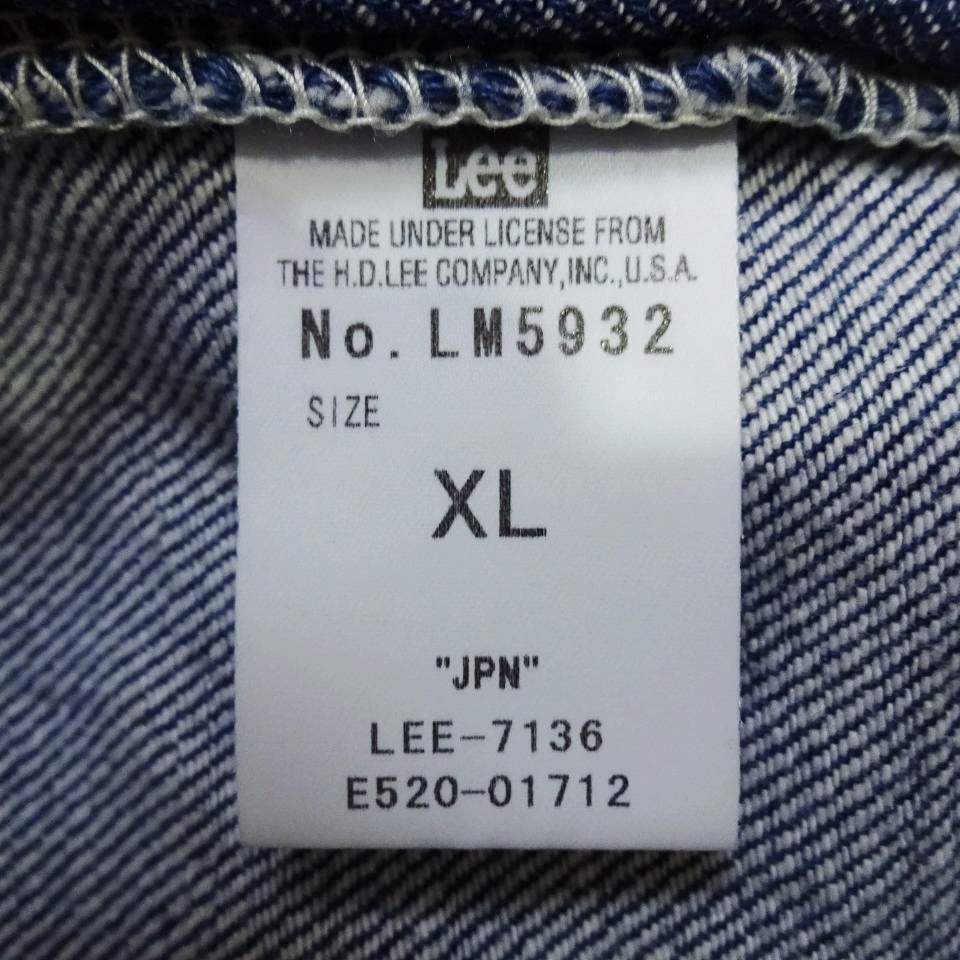 Lee
MADE UNDER LICENSE FROM
THE H.D.LEE COMPANY,INC.,U.S.A.
No. LM5932
SIZE
XL
"JPN"
LEE-7136
E520-01712